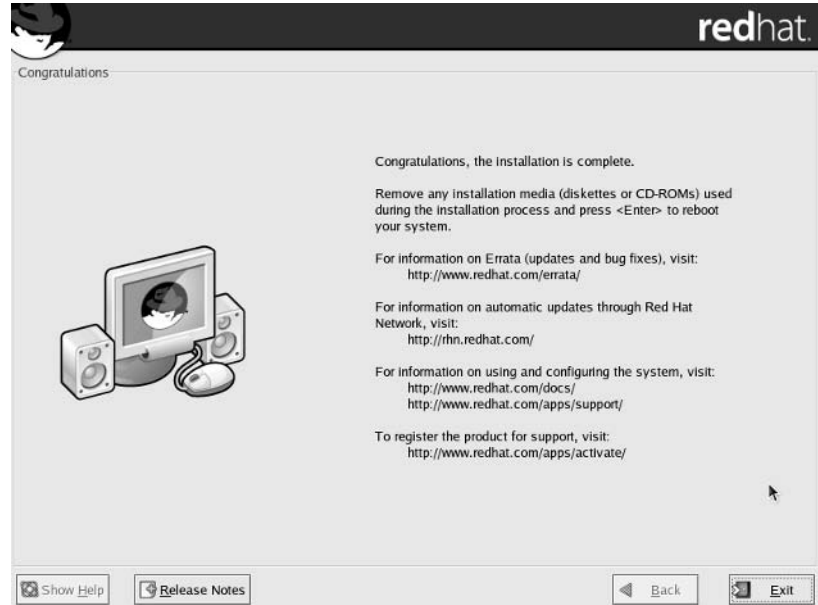 redhat.
Congratulations
Congratulations, the installation is complete.
Remove any installation media (diskettes or CD-ROMs) used
during the installation process and press <Enter> to reboot
your system.
For information on Errata (updates and bug fixes), visit:
http://www.redhat.com/errata/
For information on automatic updates through Red Hat
Network, visit:
http://rhn.redhat.com/
For information on using and configuring the system, visit:
http://www.redhat.com/docs/
http://www.redhat.com/apps/support/
To register the product for support, visit:
http://www.redhat.com/apps/activate/
Show Help
Release Notes
Back
Exit